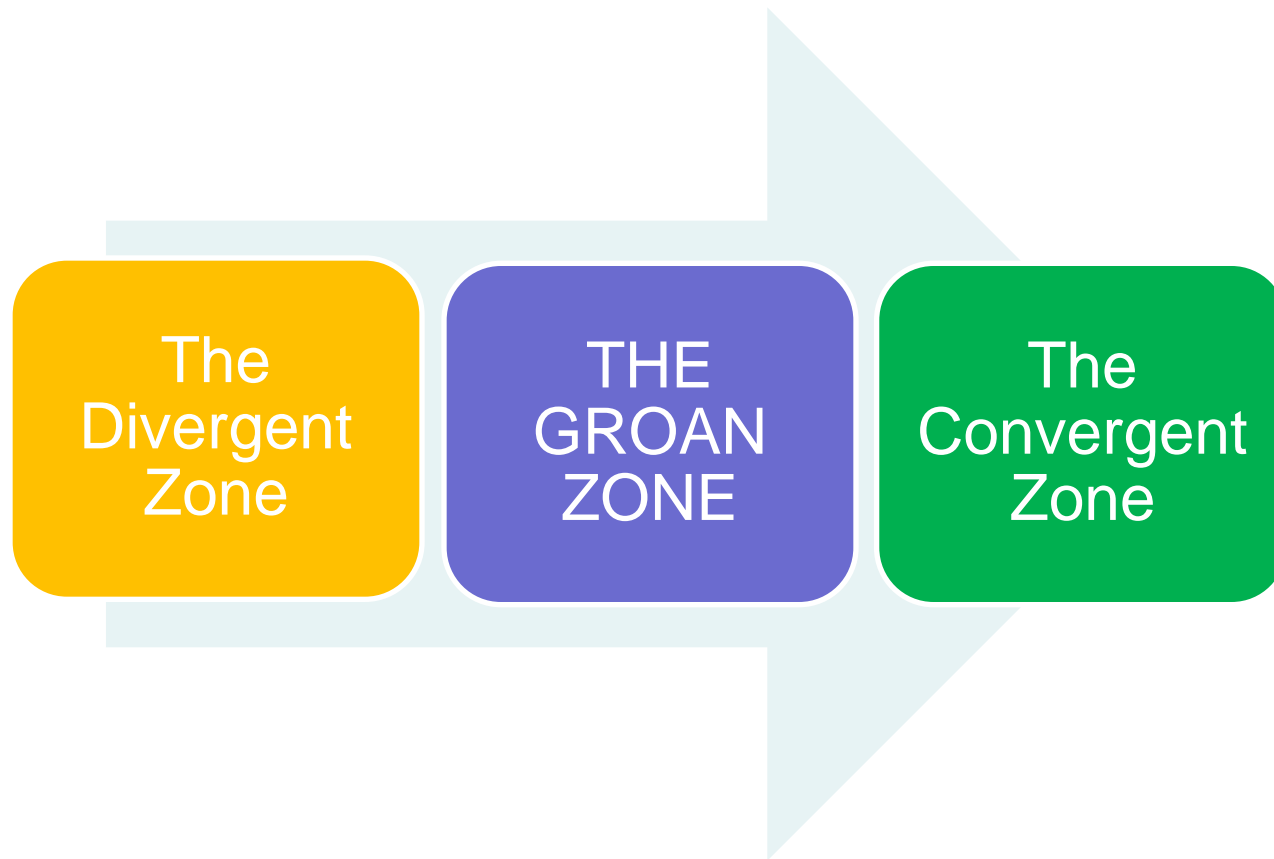 The
Divergent
Zone
THE
GROAN
ZONE
The
Convergent
Zone